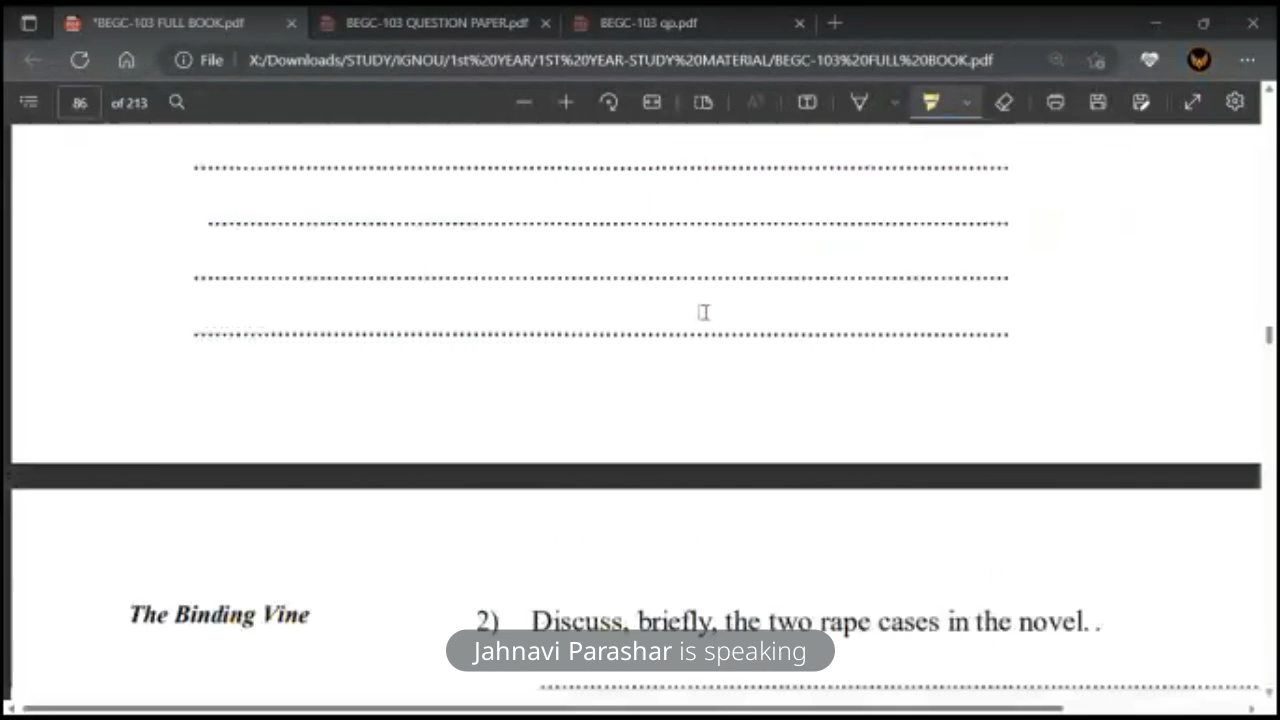 *BEGC-103 FULL BOOK.pdf
BEGC-103 QUESTION PAPER.pdf
BEGC-103 qp.pdf
File
X:/Downloads/STUDY/IGNOU/1st%20YEAR/1ST%20YEAR-STUDY%20MATERIAL/BEGC-103%20FULL%20BOOK.pdf
86 of 213
The Binding Vine
2) Discuss, briefly, the two rape cases in the novel. .
Jahnavi Parashar is speaking